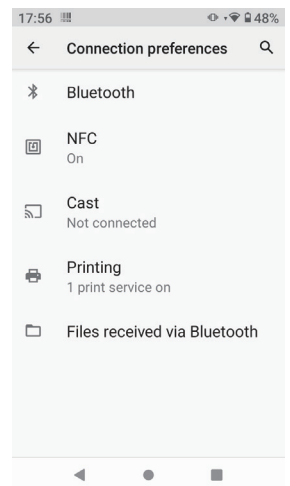 17:56 48%
Connection preferences
Bluetooth
NFC
On
Cast
Not connected
Printing
1 print service on
Files received via Bluetooth